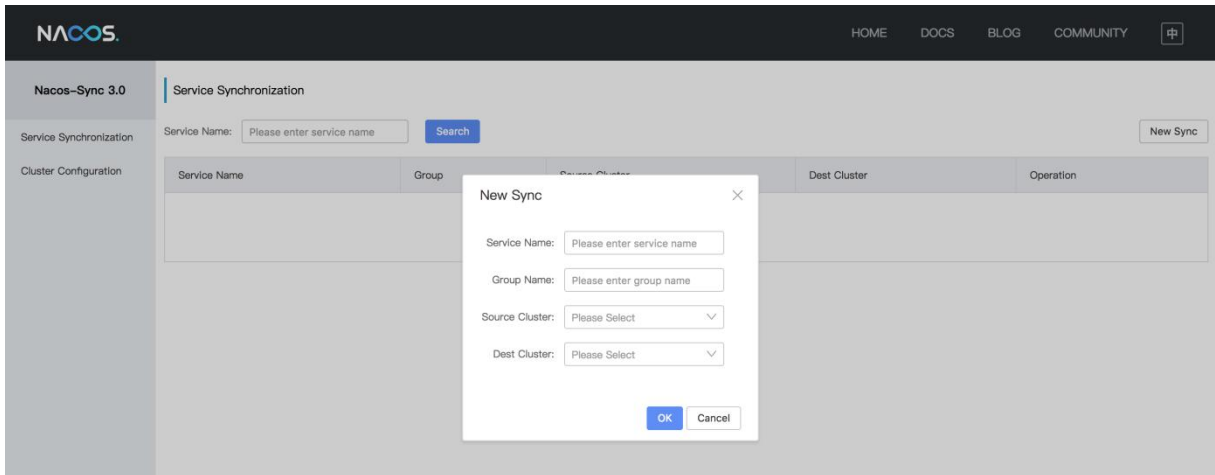 NACOS. HOME DOCS BLOG COMMUNITY 中
Nacos-Sync 3.0
Service Synchronization
Cluster Configuration
Service Synchronization
Service Name: Please enter service name Search New Sync
Service Name Group Source Cluster Dest Cluster Operation
New Sync
Service Name: Please enter service name
Group Name: Please enter group name
Source Cluster: Please Select
Dest Cluster: Please Select
OK Cancel